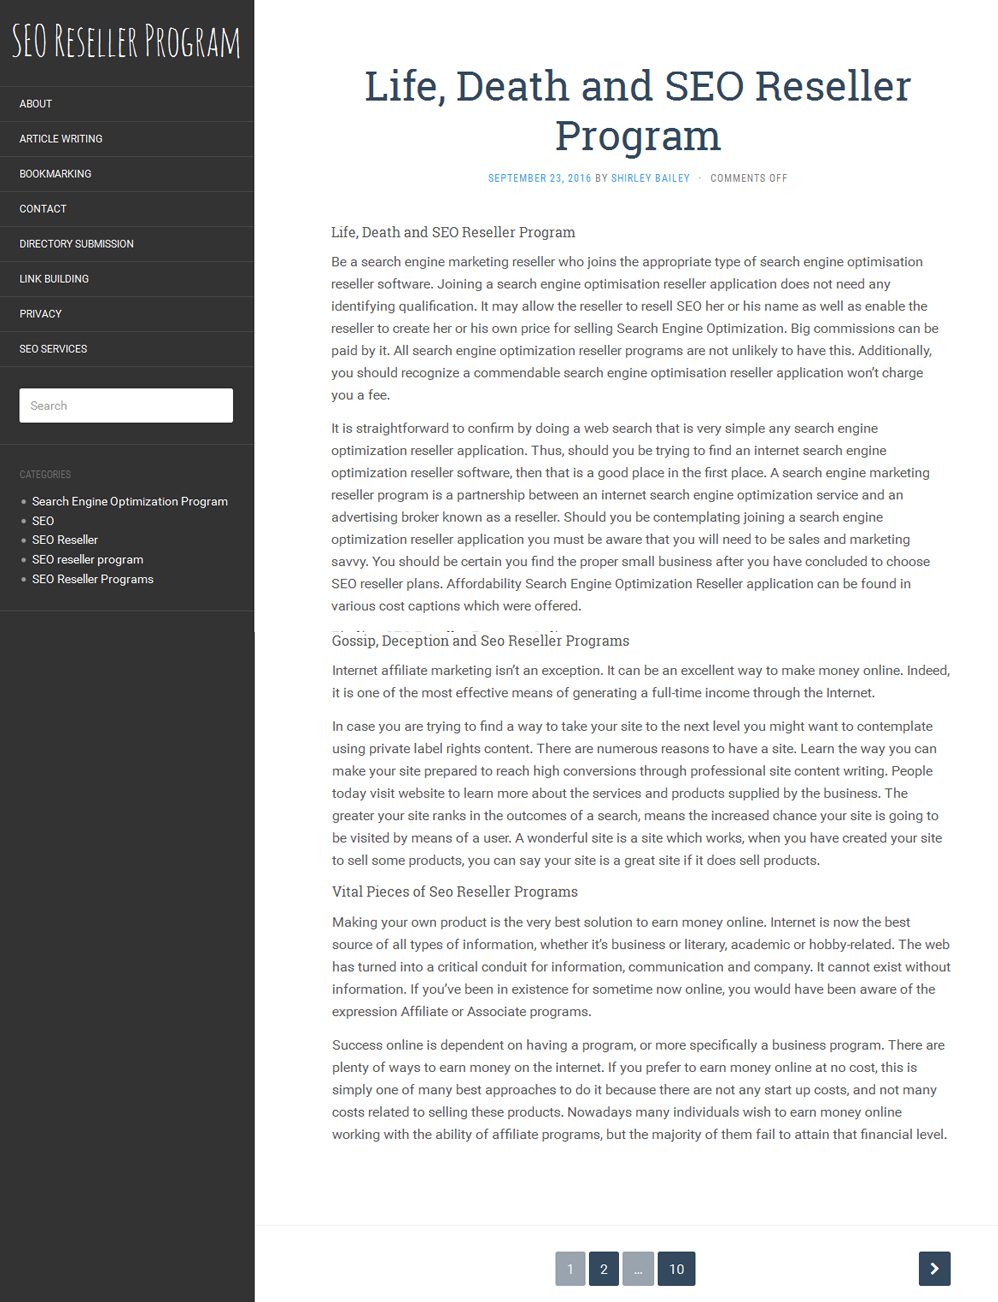 SEO Reseller Program
ABOUT
ARTICLE WRITING
BOOKMARKING
CONTACT
DIRECTORY SUBMISSION
LINK BUILDING
PRIVACY
SEO SERVICES
Search
CATEGORIES
Search Engine Optimization Program
SEO
SEO Reseller
SEO reseller program
SEO Reseller Programs
Life, Death and SEO Reseller
Program
SEPTEMBER 23, 2016 BY SHIRLEY BAILEY · COMMENTS OFF
Life, Death and SEO Reseller Program
Be a search engine marketing reseller who joins the appropriate type of search engine optimisation
reseller software. Joining a search engine optimisation reseller application does not need any
identifying qualification. It may allow the reseller to resell SEO her or his name as well as enable the
reseller to create her or his own price for selling Search Engine Optimization. Big commissions can be
paid by it. All search engine optimization reseller programs are not unlikely to have this. Additionally,
you should recognize a commendable search engine optimisation reseller application won't charge
you a fee.
It is straightforward to confirm by doing a web search that is very simple any search engine
optimization reseller application. Thus, should you be trying to find an internet search engine
optimization reseller software, then that is a good place in the first place. A search engine marketing
reseller program is a partnership between an internet search engine optimization service and an
advertising broker known as a reseller. Should you be contemplating joining a search engine
optimization reseller application you must be aware that you will need to be sales and marketing
savvy. You should be certain you find the proper small business after you have concluded to choose
SEO reseller plans. Affordability Search Engine Optimization Reseller application can be found in
various cost captions which were offered.
Gossip, Deception and Seo Reseller Programs
Internet affiliate marketing isn't an exception. It can be an excellent way to make money online. Indeed,
it is one of the most effective means of generating a full-time income through the Internet.
In case you are trying to find a way to take your site to the next level you might want to contemplate
using private label rights content. There are numerous reasons to have a site. Learn the way you can
make your site prepared to reach high conversions through professional site content writing. People
today visit website to learn more about the services and products supplied by the business. The
greater your site ranks in the outcomes of a search, means the increased chance your site is going to
be visited by means of a user. A wonderful site is a site which works, when you have created your site
to sell some products, you can say your site is a great site if it does sell products.
Vital Pieces of Seo Reseller Programs
Making your own product is the very best solution to earn money online. Internet is now the best
source of all types of information, whether it's business or literary, academic or hobby-related. The web
has turned into a critical conduit for information, communication and company. It cannot exist without
information. If you've been in existence for sometime now online, you would have been aware of the
expression Affiliate or Associate programs.
Success online is dependent on having a program, or more specifically a business program. There are
plenty of ways to earn money on the internet. If you prefer to earn money online at no cost, this is
simply one of many best approaches to do it because there are not any start up costs, and not many
costs related to selling these products. Nowadays many individuals wish to earn money online
working with the ability of affiliate programs, but the majority of them fail to attain that financial level.
1 2 ... 10